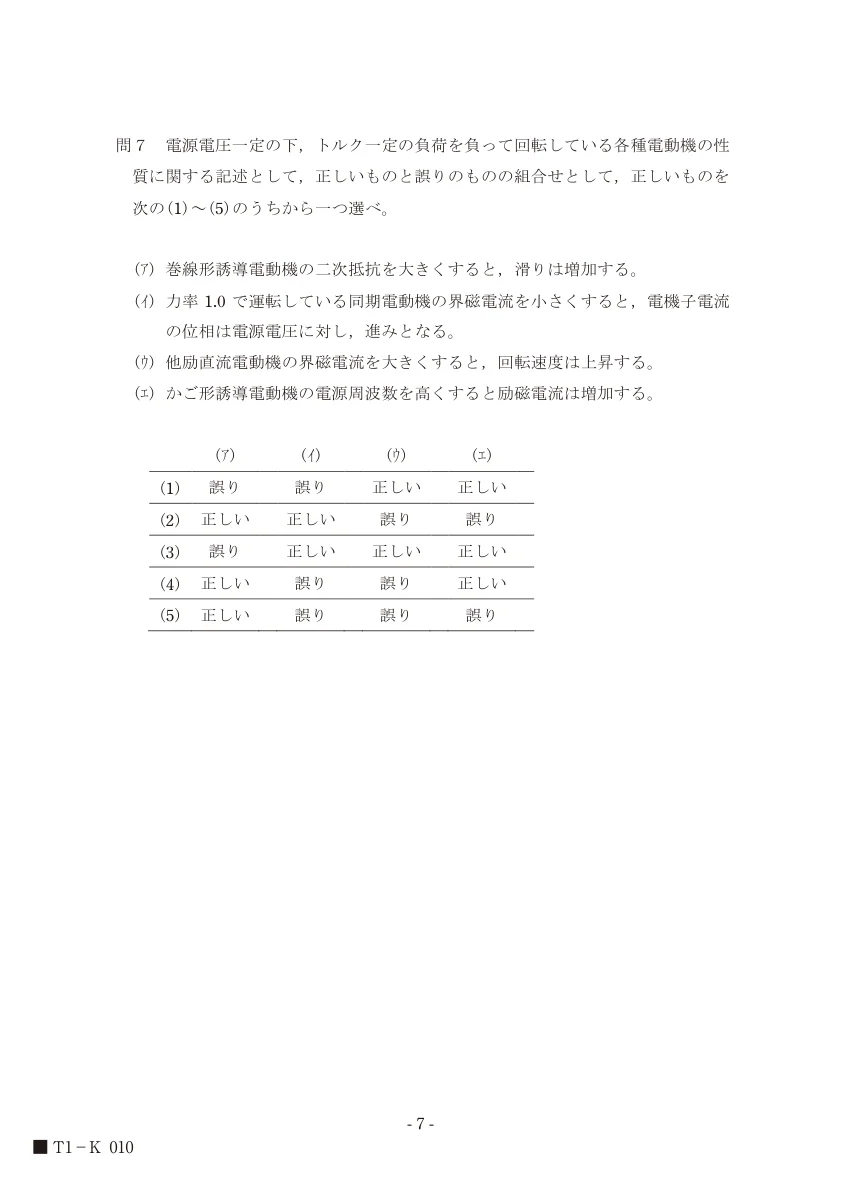 問７ 電源電圧一定の下，トルク一定の負荷を負って回転している各種電動機の性
質に関する記述として，正しいものと誤りのものの組合せとして，正しいものを
次の(1)～(5)のうちから一つ選べ。
(ｱ) 巻線形誘導電動機の二次抵抗を大きくすると，滑りは増加する。
(ｲ) 力率 1.0 で運転している同期電動機の界磁電流を小さくすると，電機子電流
の位相は電源電圧に対し，進みとなる。
(ｳ) 他励直流電動機の界磁電流を大きくすると，回転速度は上昇する。
(ｴ) かご形誘導電動機の電源周波数を高くすると励磁電流は増加する。
(ｱ) (ｲ) (ｳ) (ｴ)
(1) 誤り 誤り 正しい 正しい
(2) 正しい 正しい 誤り 誤り
(3) 誤り 正しい 正しい 正しい
(4) 正しい 誤り 誤り 正しい
(5) 正しい 誤り 誤り 誤り
- 7 -
■ T1－K 010